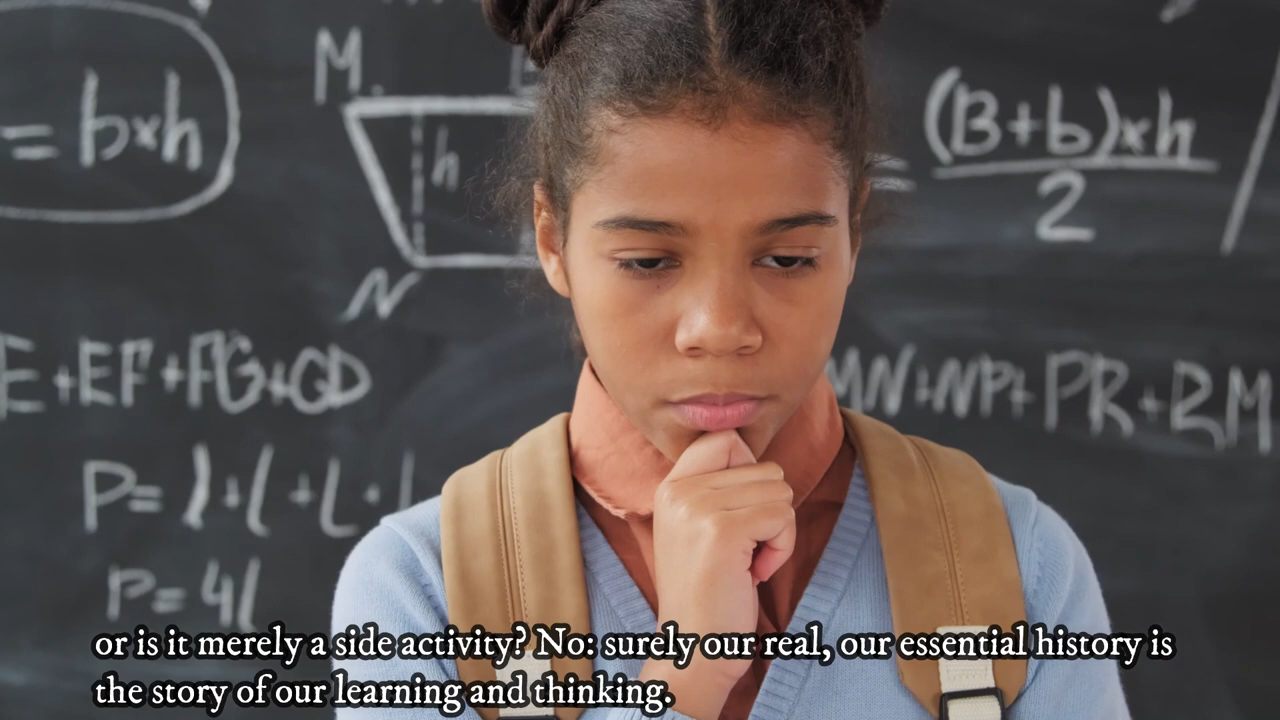 M
= b×h
h
(B+b)×h
2
=
N
E+EF+FG+GD
MN+NP+PR+RM
P= l+l+l+l
P=4l
or is it merely a side activity? No: surely our real, our essential history is
the story of our learning and thinking.